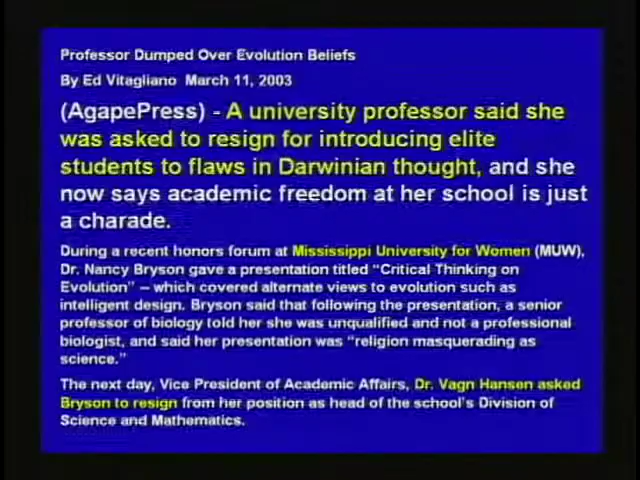 Professor Dumped Over Evolution Beliefs
By Ed Vitagliano March 11, 2003
(AgapePress) - A university professor said she
was asked to resign for introducing elite
students to flaws in Darwinian thought, and she
now says academic freedom at her school is just
a charade.
During a recent honors forum at Mississippi University for Women (MUW),
Dr. Nancy Bryson gave a presentation titled “Critical Thinking on
Evolution” – which covered alternate views to evolution such as
intelligent design. Bryson said that following the presentation, a senior
professor of biology told her she was unqualified and not a professional
biologist, and said her presentation was “religion masquerading as
science.”
The next day, Vice President of Academic Affairs, Dr. Vagn Hansen asked
Bryson to resign from her position as head of the school's Division of
Science and Mathematics.